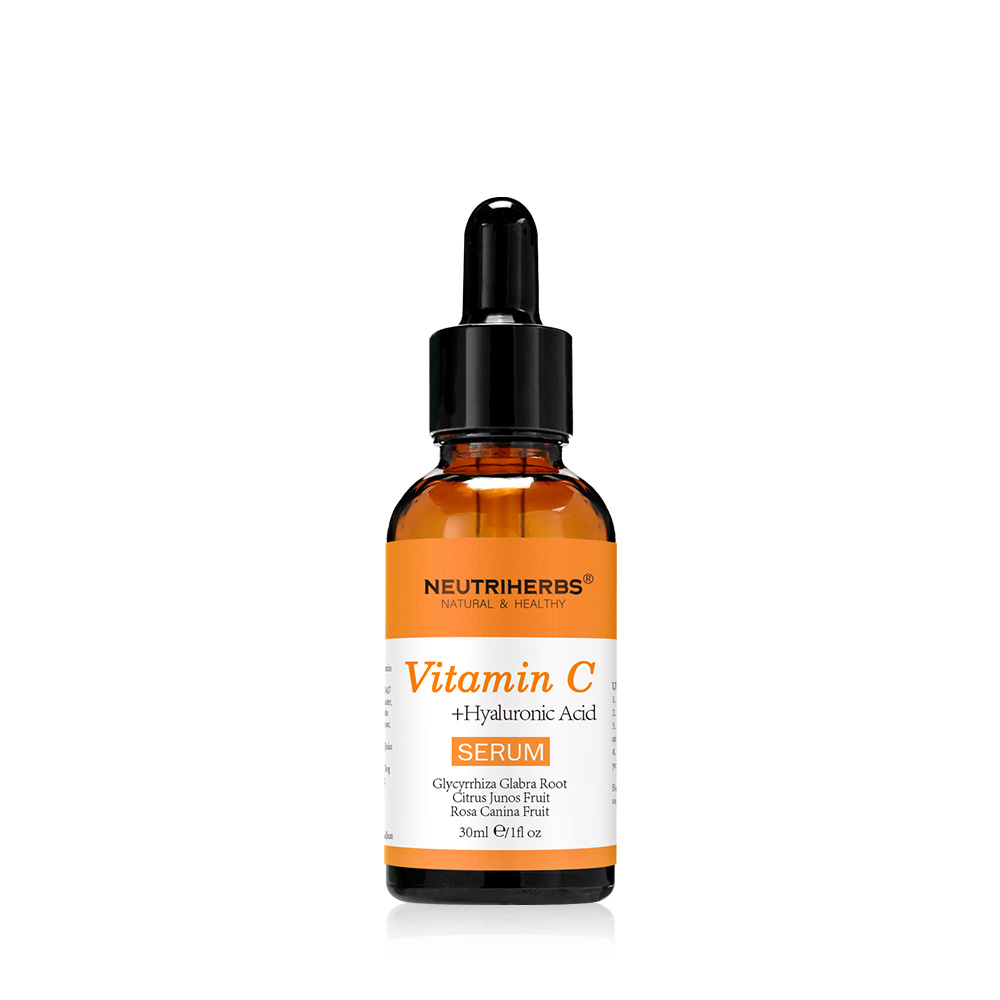 NEUTRIHERBS®
NATURAL & HEALTHY
Vitamin C
+Hyaluronic Acid
SERUM
Glycyrrhiza Glabra Root
Citrus Junos Fruit
Rosa Canina Fruit
30ml ℮/1fl oz